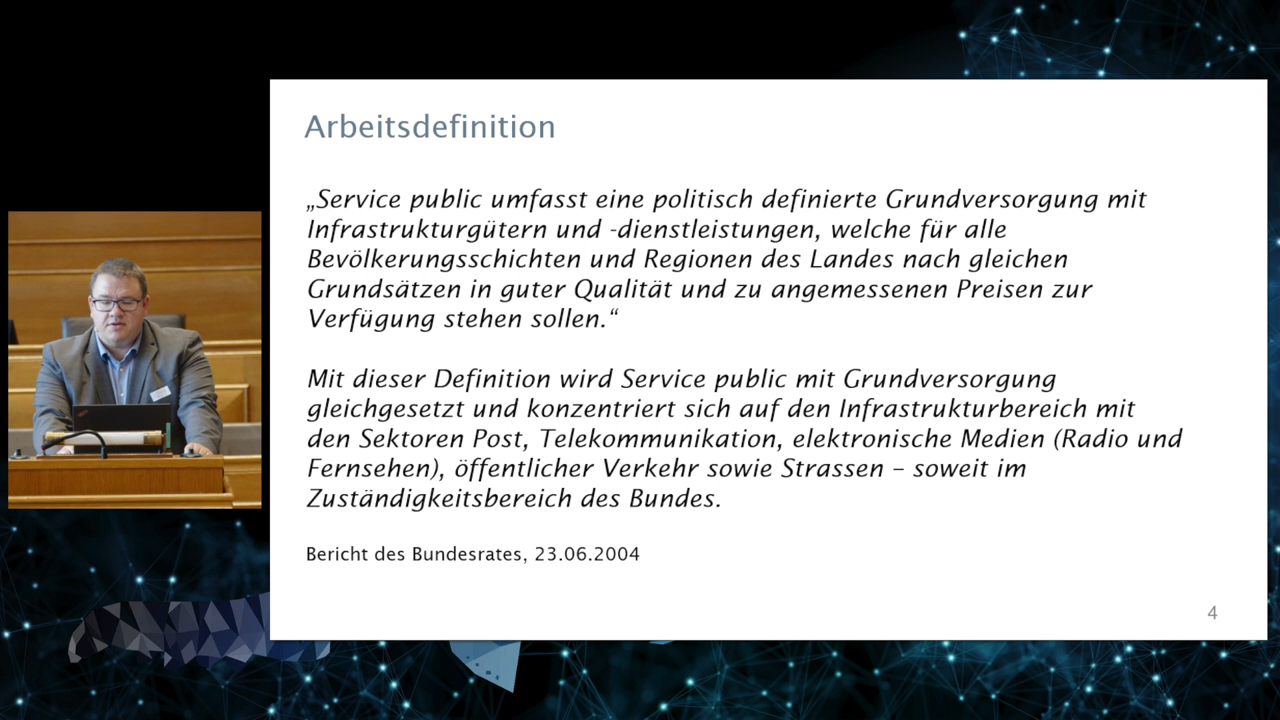 Arbeitsdefinition
„Service public umfasst eine politisch definierte Grundversorgung mit
Infrastrukturgütern und -dienstleistungen, welche für alle
Bevölkerungsschichten und Regionen des Landes nach gleichen
Grundsätzen in guter Qualität und zu angemessenen Preisen zur
Verfügung stehen sollen.“
Mit dieser Definition wird Service public mit Grundversorgung
gleichgesetzt und konzentriert sich auf den Infrastrukturbereich mit
den Sektoren Post, Telekommunikation, elektronische Medien (Radio und
Fernsehen), öffentlicher Verkehr sowie Strassen – soweit im
Zuständigkeitsbereich des Bundes.
Bericht des Bundesrates, 23.06.2004
4